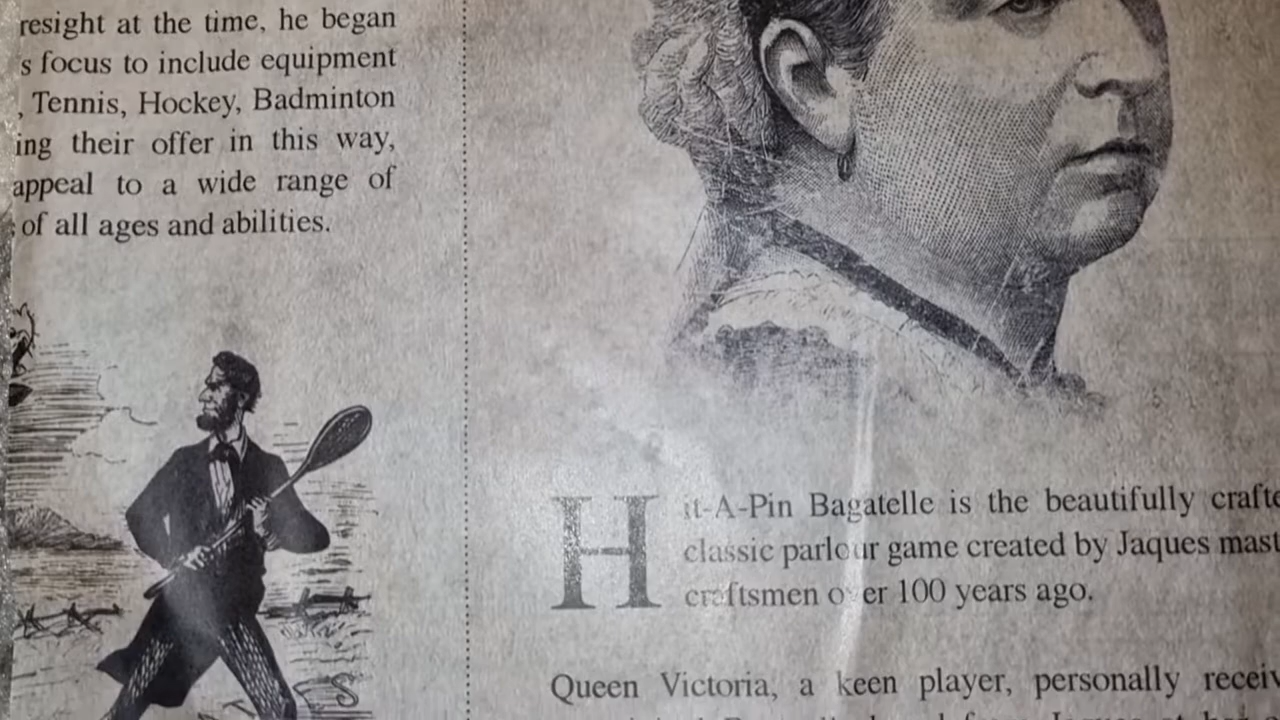 resight at the time, he began
s focus to include equipment
, Tennis, Hockey, Badminton
ing their offer in this way,
appeal to a wide range of
of all ages and abilities.
Hit-A-Pin Bagatelle is the beautifully crafte
classic parlour game created by Jaques mast
craftsmen over 100 years ago.
Queen Victoria, a keen player, personally receiv